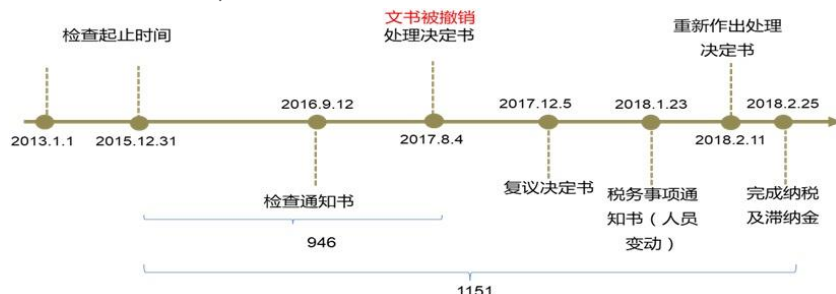 文书被撤销
检查起止时间
处理决定书
重新作出处理
决定书
2016.9.12
2017.12.5
2018.1.23
2018.2.25
2013.1.1
2015.12.31
2017.8.4
2018.2.11
检查通知书
复议决定书
税务事项通
知书（人员
变动）
完成纳税
及滞纳金
946
1151